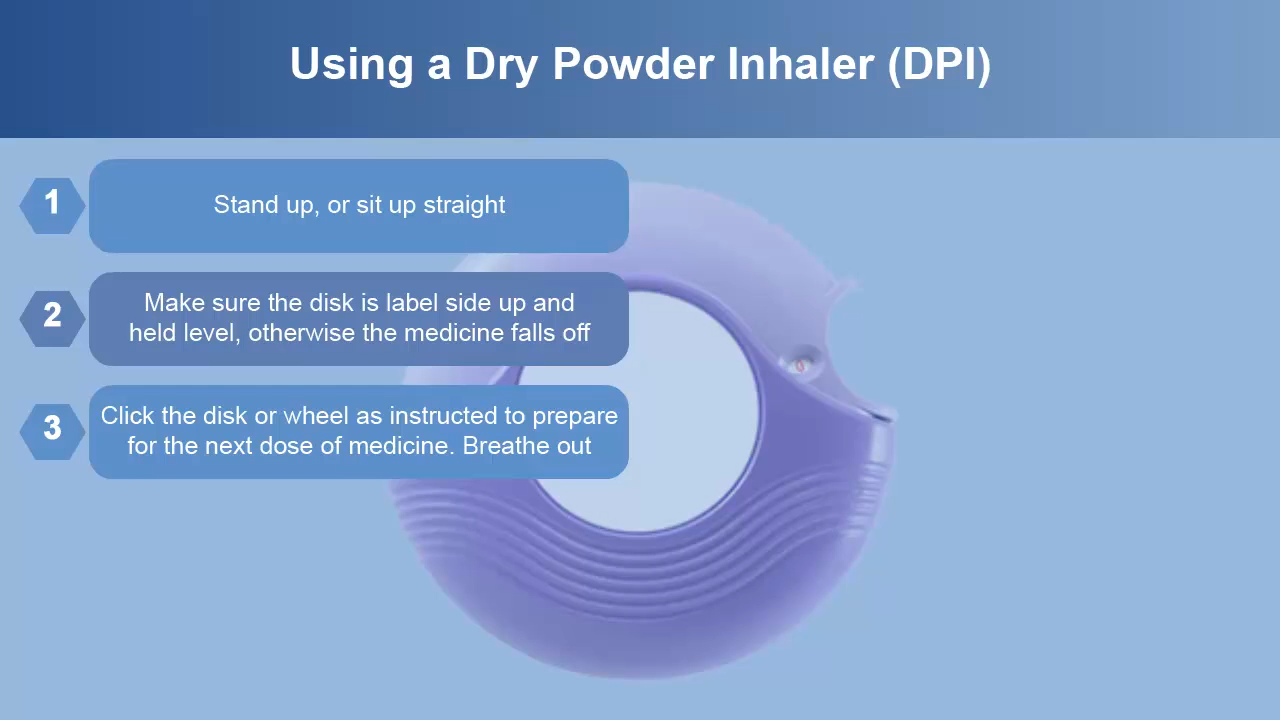 Using a Dry Powder Inhaler (DPI)
1
Stand up, or sit up straight
2
Make sure the disk is label side up and
held level, otherwise the medicine falls off
3
Click the disk or wheel as instructed to prepare
for the next dose of medicine. Breathe out